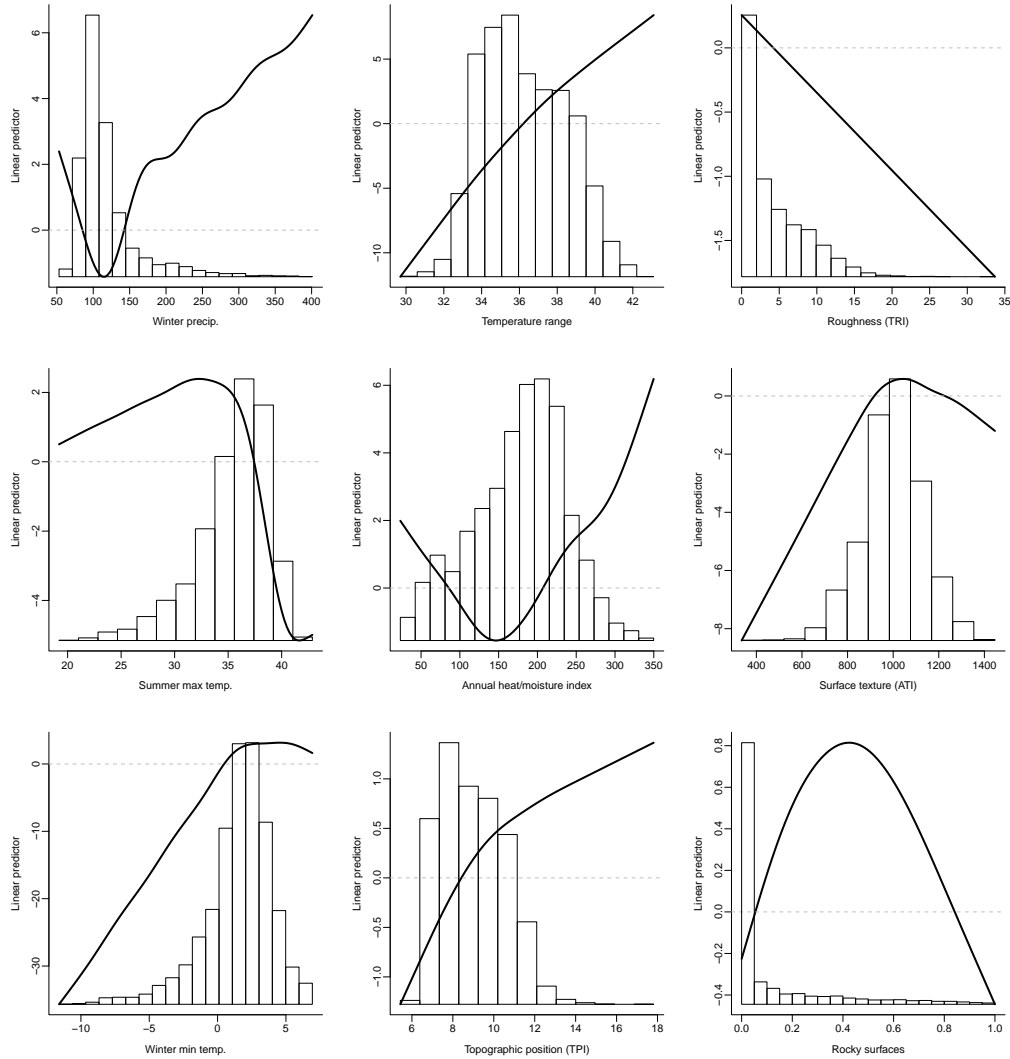 Linear predictor
0 2 4 6
50 100 150 200 250 300 350 400
Winter precip.
Linear predictor
−10 −5 0 5
30 32 34 36 38 40 42
Temperature range
Linear predictor
−1.5 −1.0 −0.5 0.0
0 5 10 15 20 25 30 35
Roughness (TRI)
Linear predictor
−4 −2 0 2
20 25 30 35 40
Summer max temp.
Linear predictor
0 2 4 6
50 100 150 200 250 300 350
Annual heat/moisture index
Linear predictor
−8 −6 −4 −2 0
400 600 800 1000 1200 1400
Surface texture (ATI)
Linear predictor
−30 −20 −10 0
−10 −5 0 5
Winter min temp.
Linear predictor
−1.0 −0.5 0.0 0.5 1.0
6 8 10 12 14 16 18
Topographic position (TPI)
Linear predictor
−0.4 −0.2 0.0 0.2 0.4 0.6 0.8
0.0 0.2 0.4 0.6 0.8 1.0
Rocky surfaces